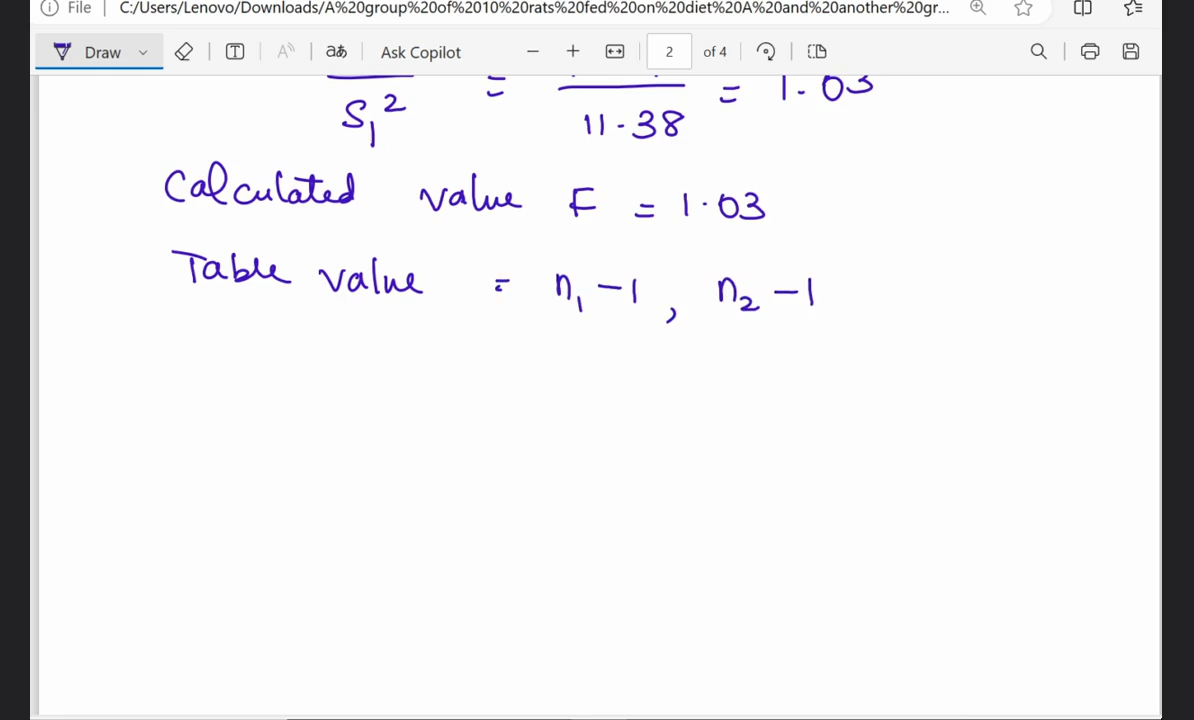 File C:/Users/Lenovo/Downloads/A%20group%20of%2010%20rats%20fed%20on%20diet%20A%20and%20another%20gr...
Draw Ask Copilot 2 of 4
S₁² = 11.38 = 1.03
Calculated value F = 1.03
Table value = n₁-1, n₂-1